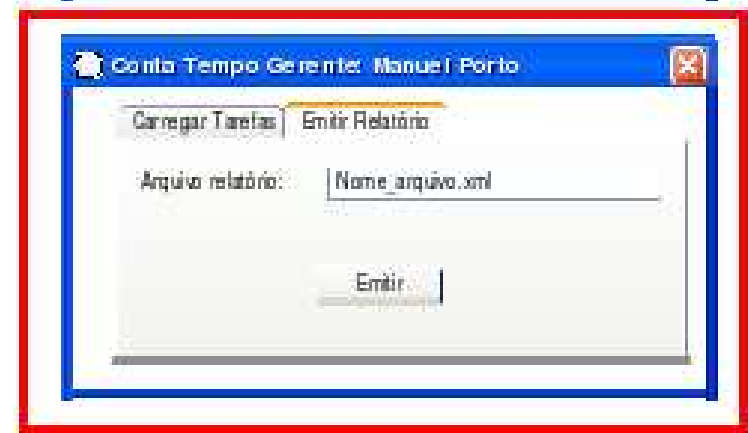 Conta Tempo Gerente: Manuel Porto
Carregar Tarefas Emitir Relatório
Arquivo relatório: Nome_arquivo.xml
Emitir